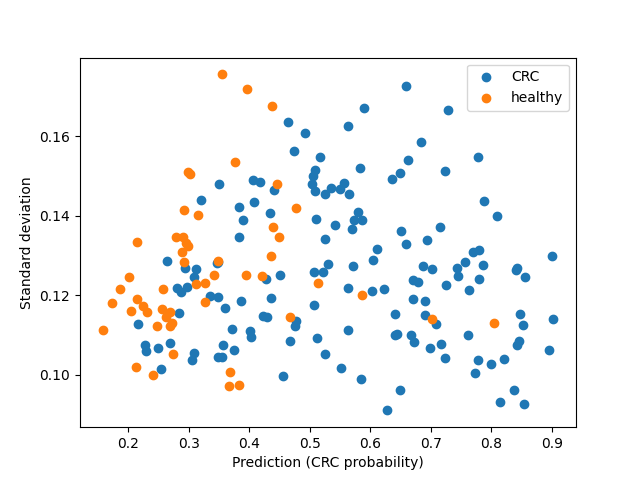 CRC
healthy
0.16
0.14
0.12
0.10
Standard deviation
0.2 0.3 0.4 0.5 0.6 0.7 0.8 0.9
Prediction (CRC probability)